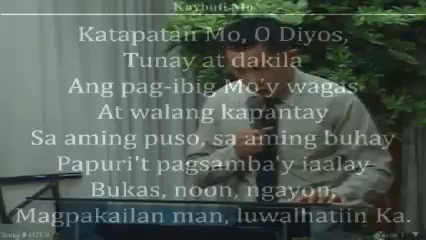 Kaybuti Mo
Katapatan Mo, O Diyos,
Tunay at dakila
Ang pag-ibig Mo'y wagas
At walang kapantay
Sa aming puso, sa aming buhay
Papuri't pagsamba'y iaalay
Bukas, noon, ngayon,
Magpakailan man, luwalhatiin Ka.